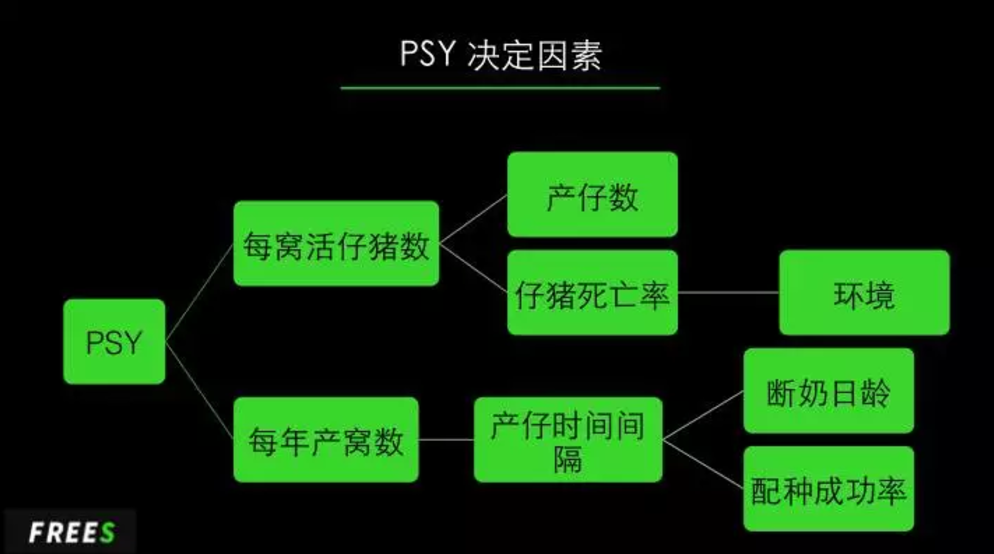 PSY 决定因素
产仔数
每窝活仔猪数
仔猪死亡率
环境
PSY
断奶日龄
每年产窝数
产仔时间间
隔
配种成功率
FREES